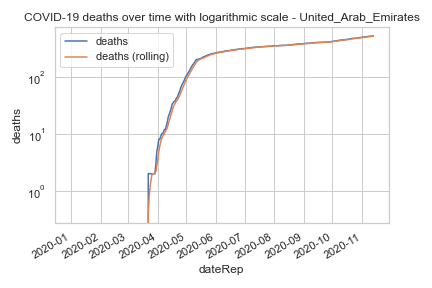 COVID-19 deaths over time with logarithmic scale - United_Arab_Emirates
deaths
deaths (rolling)
10²
10¹
10⁰
deaths
2020-01
2020-02
2020-03
2020-04
2020-05
2020-06
2020-07
2020-08
2020-09
2020-10
2020-11
dateRep